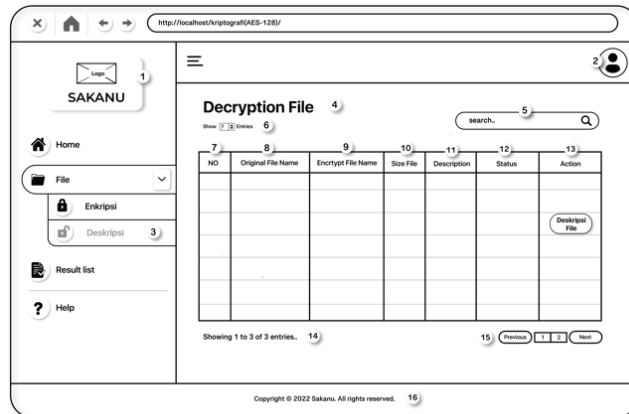 http://localhost/kriptografi(AES-128)/
Logo
1
SAKANU
2
Decryption File 4
Show 7 Entries 6
5
search..
Home
File
Enkripsi
Deskripsi 3
Result list
? Help
7 8 9 10 11 12 13
NO Original File Name Encrtypt File Name Size File Description Status Action
Deskripsi
File
Showing 1 to 3 of 3 entries.. 14
15 Previous 1 2 Next
Copyright © 2022 Sakanu. All rights reserved. 16